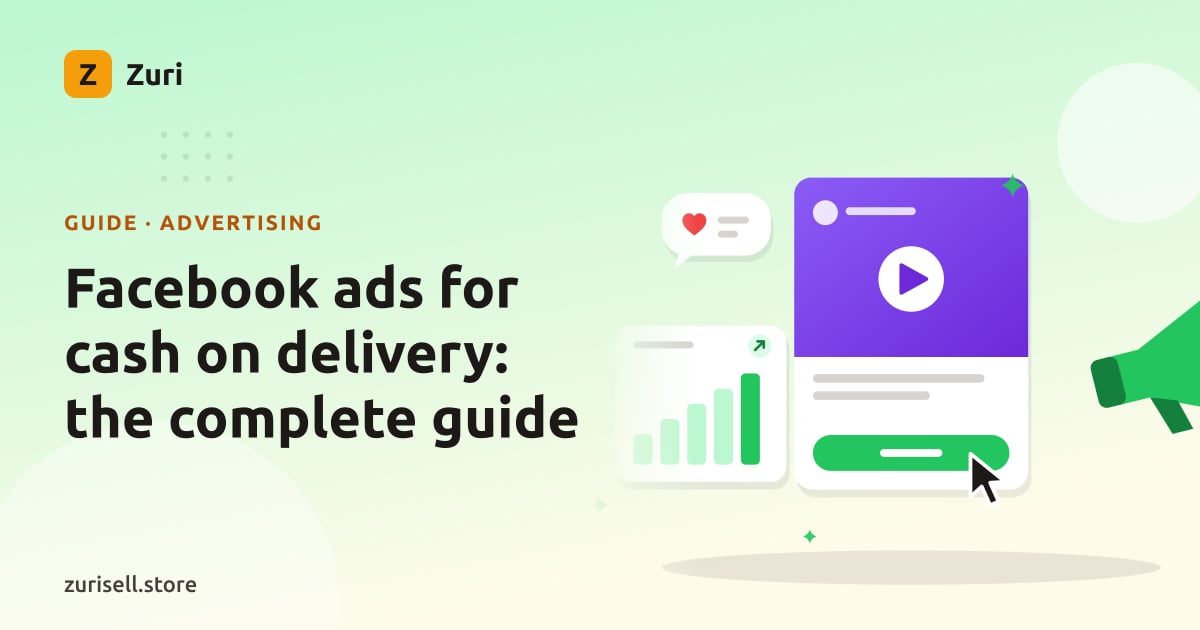 Z Zuri
GUIDE · ADVERTISING
Facebook ads for
cash on delivery:
the complete guide
zurisell.store